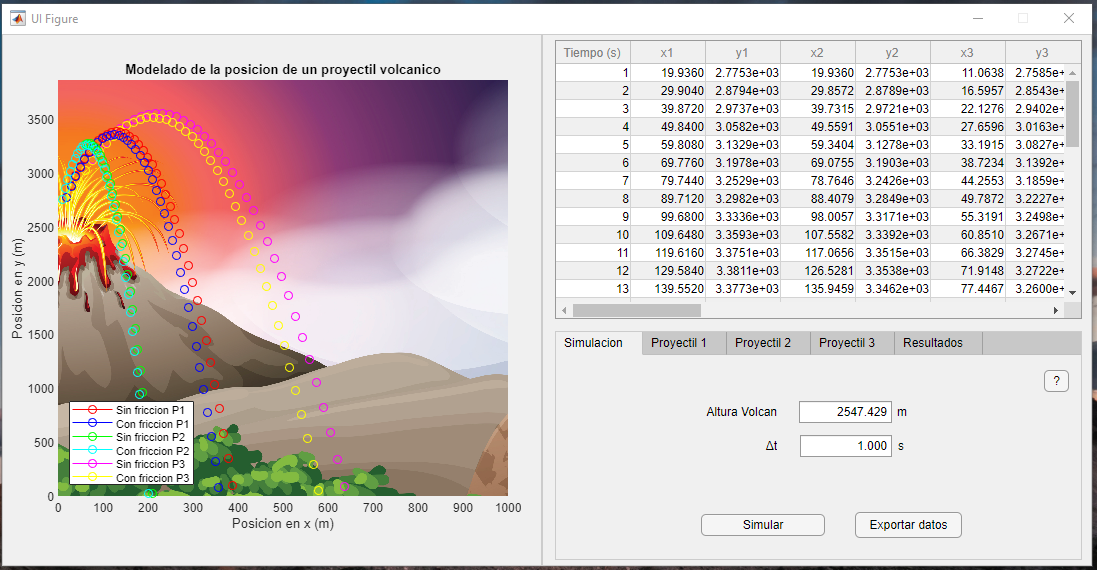 UI Figure
Modelado de la posicion de un proyectil volcanico
Posicion en y (m)
3500
3000
2500
2000
1500
1000
500
0
0 100 200 300 400 500 600 700 800 900 1000
Posicion en x (m)
Sin friccion P1
Con friccion P1
Sin friccion P2
Con friccion P2
Sin friccion P3
Con friccion P3
Tiempo (s) x1 y1 x2 y2 x3 y3
1 19.9360 2.7753e+03 19.9360 2.7753e+03 11.0638 2.7585e+
2 29.9040 2.8794e+03 29.8572 2.8789e+03 16.5957 2.8543e+
3 39.8720 2.9737e+03 39.7315 2.9721e+03 22.1276 2.9402e+
4 49.8400 3.0582e+03 49.5591 3.0551e+03 27.6596 3.0163e+
5 59.8080 3.1329e+03 59.3404 3.1278e+03 33.1915 3.0827e+
6 69.7760 3.1978e+03 69.0755 3.1903e+03 38.7234 3.1392e+
7 79.7440 3.2529e+03 78.7646 3.2426e+03 44.2553 3.1859e+
8 89.7120 3.2982e+03 88.4079 3.2849e+03 49.7872 3.2227e+
9 99.6800 3.3336e+03 98.0057 3.3171e+03 55.3191 3.2498e+
10 109.6480 3.3593e+03 107.5582 3.3392e+03 60.8510 3.2671e+
11 119.6160 3.3751e+03 117.0656 3.3515e+03 66.3829 3.2745e+
12 129.5840 3.3811e+03 126.5281 3.3538e+03 71.9148 3.2722e+
13 139.5520 3.3773e+03 135.9459 3.3462e+03 77.4467 3.2600e+
Simulacion Proyectil 1 Proyectil 2 Proyectil 3 Resultados
?
Altura Volcan 2547.429 m
Δt 1.000 s
Simular Exportar datos